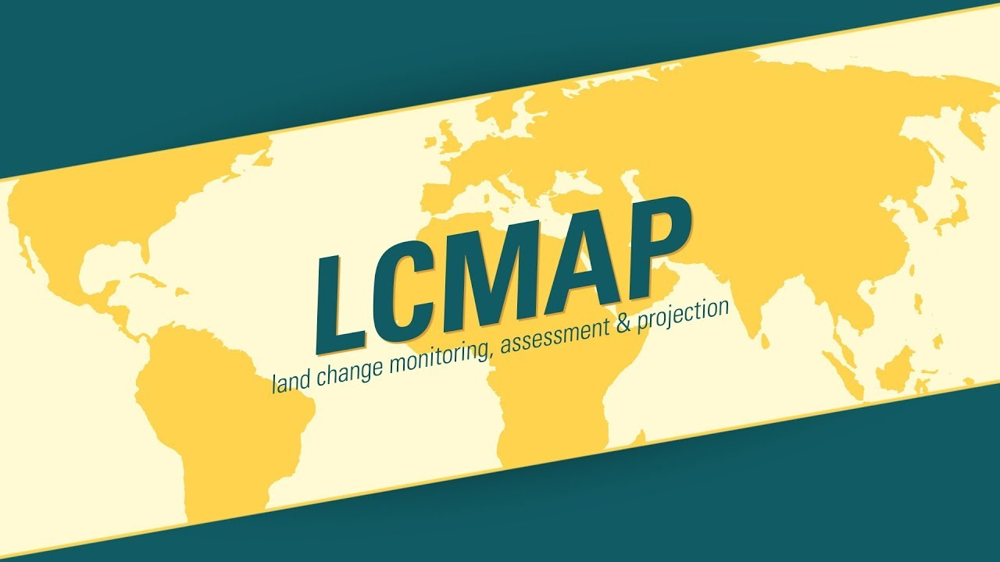 LCMAP
land change monitoring, assessment & projection